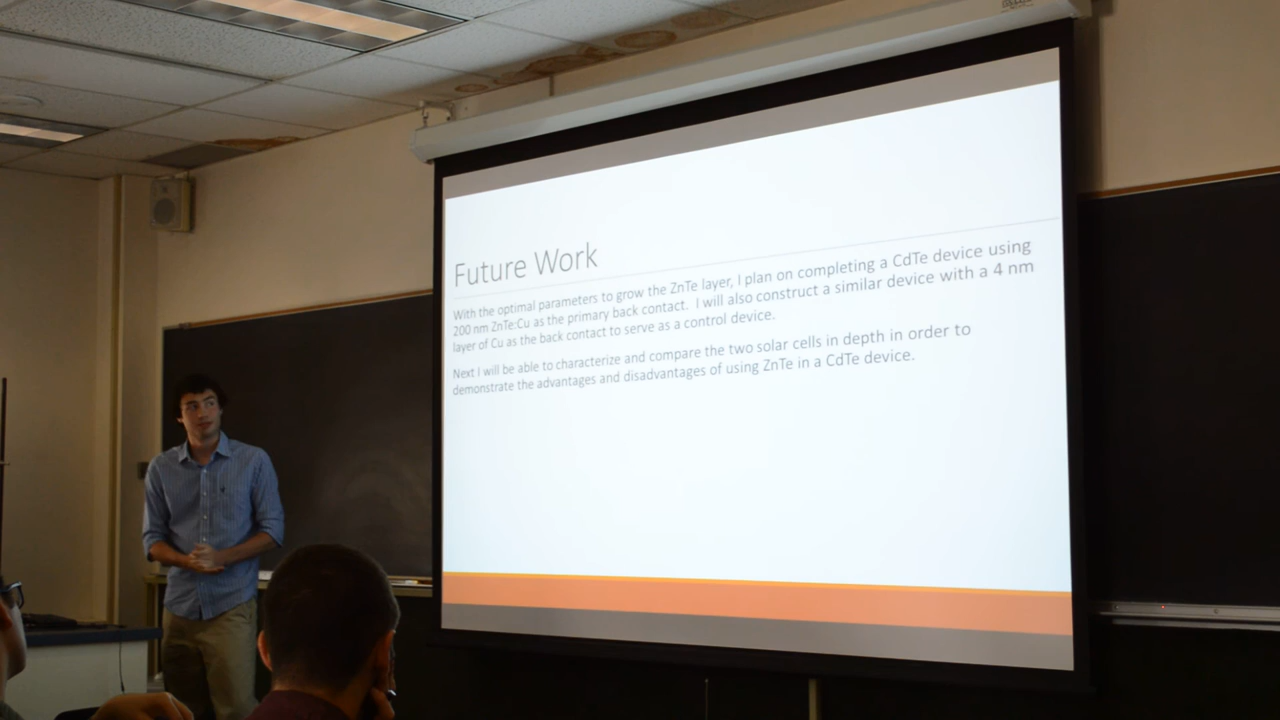 Future Work
With the optimal parameters to grow the ZnTe layer, I plan on completing a CdTe device using
200 nm ZnTe:Cu as the primary back contact. I will also construct a similar device with a 4 nm
layer of Cu as the back contact to serve as a control device.
Next I will be able to characterize and compare the two solar cells in depth in order to
demonstrate the advantages and disadvantages of using ZnTe in a CdTe device.